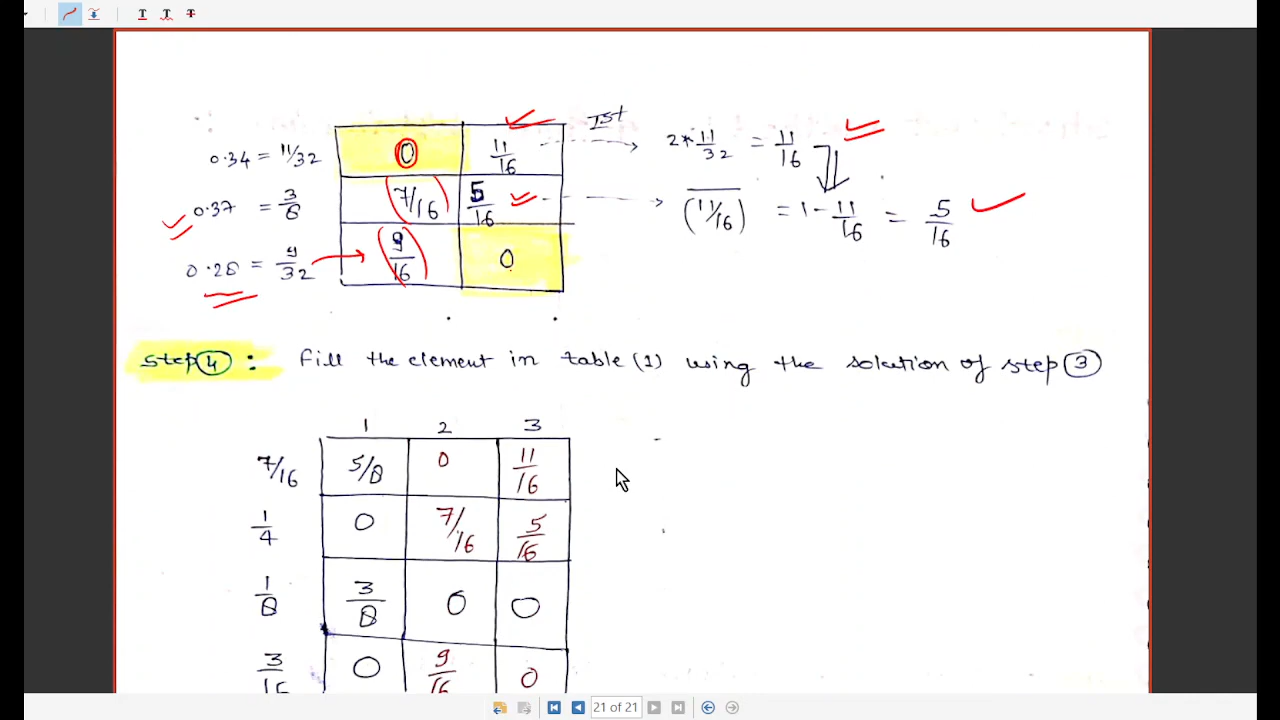 T T T
0.34 = 11/32 0 11/16 Ist 2* 11/32 = 11/16
0.37 = 3/8 7/16 5/16 (11/16) = 1 - 11/16 = 5/16
0.28 = 9/32 9/16 0
Step 4 : fill the element in table (1) using the solution of step 3
1 2 3
7/16 5/8 0 11/16
1/4 0 7/16 5/16
1/8 3/8 0 0
3/16 0 9/16 0
21 of 21